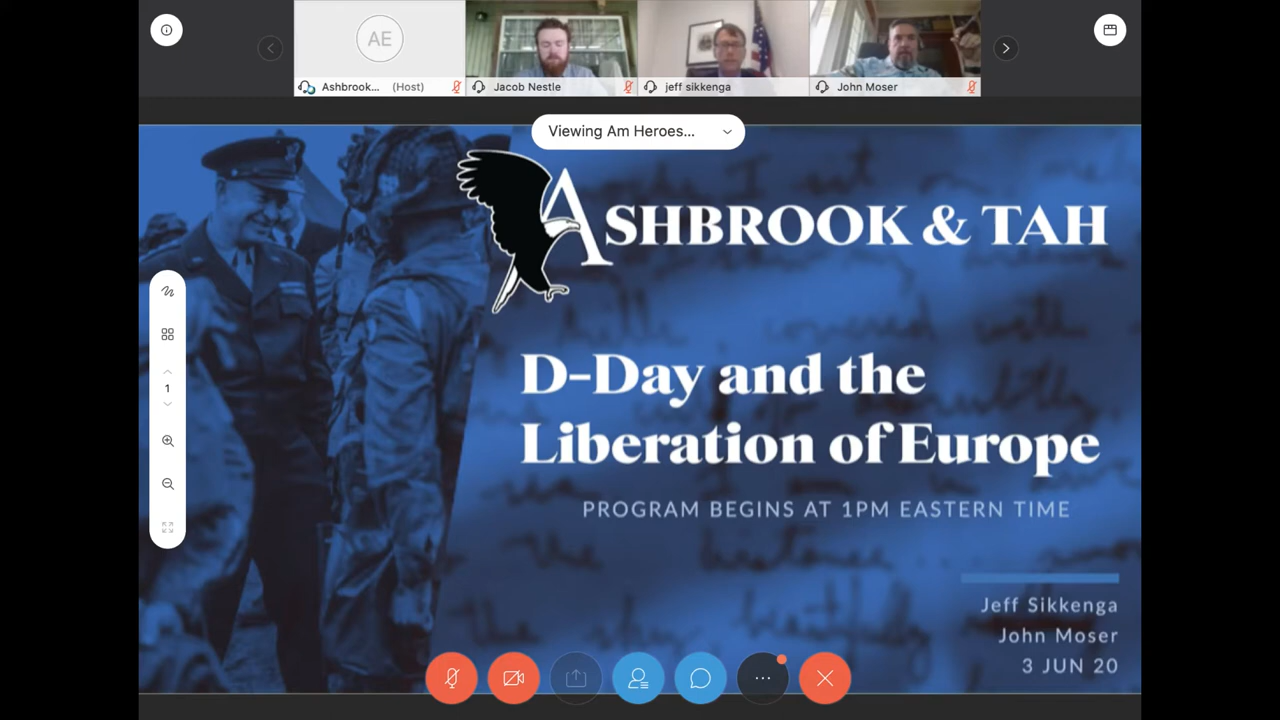 AE
Ashbrook... (Host)
Jacob Nestle
jeff sikkenga
John Moser
Viewing Am Heroes...
ASHBROOK & TAH
D-Day and the
Liberation of Europe
PROGRAM BEGINS AT 1PM EASTERN TIME
1
Jeff Sikkenga
John Moser
3 JUN 20